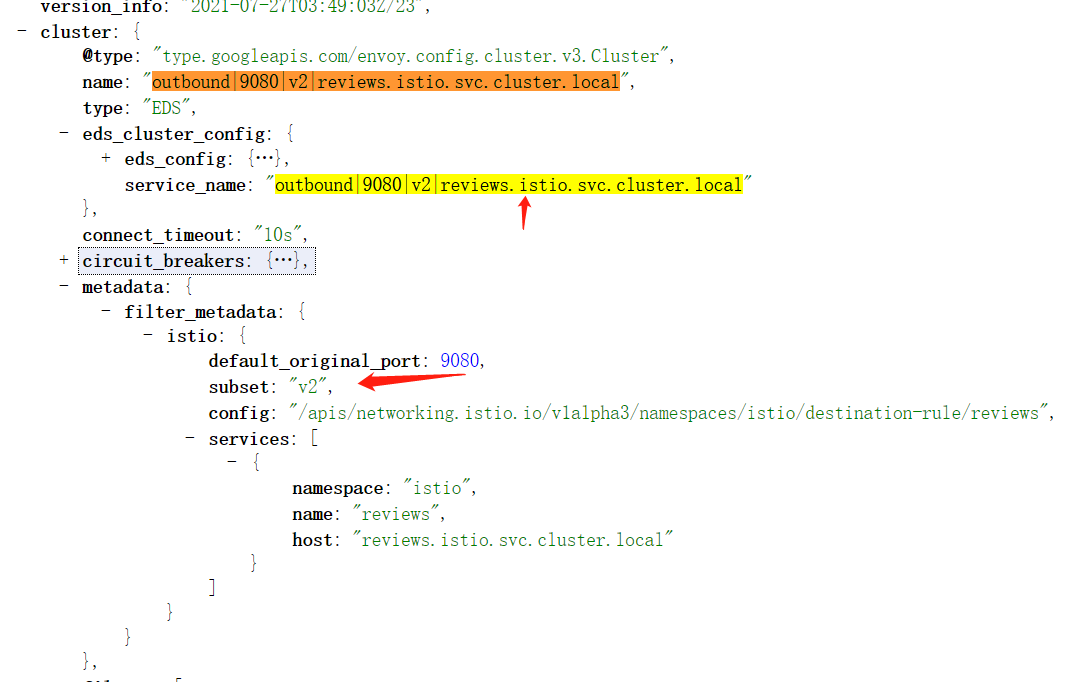 version_info: "2021-07-27T03:49:03Z/23",
- cluster: {
@type: "type.googleapis.com/envoy.config.cluster.v3.Cluster",
name: "outbound|9080|v2|reviews.istio.svc.cluster.local",
type: "EDS",
- eds_cluster_config: {
+ eds_config: {…},
service_name: "outbound|9080|v2|reviews.istio.svc.cluster.local"
},
connect_timeout: "10s",
+ circuit_breakers: {…},
- metadata: {
- filter_metadata: {
- istio: {
default_original_port: 9080,
subset: "v2",
config: "/apis/networking.istio.io/v1alpha3/namespaces/istio/destination-rule/reviews",
- services: [
- {
namespace: "istio",
name: "reviews",
host: "reviews.istio.svc.cluster.local"
}
]
}
}
},